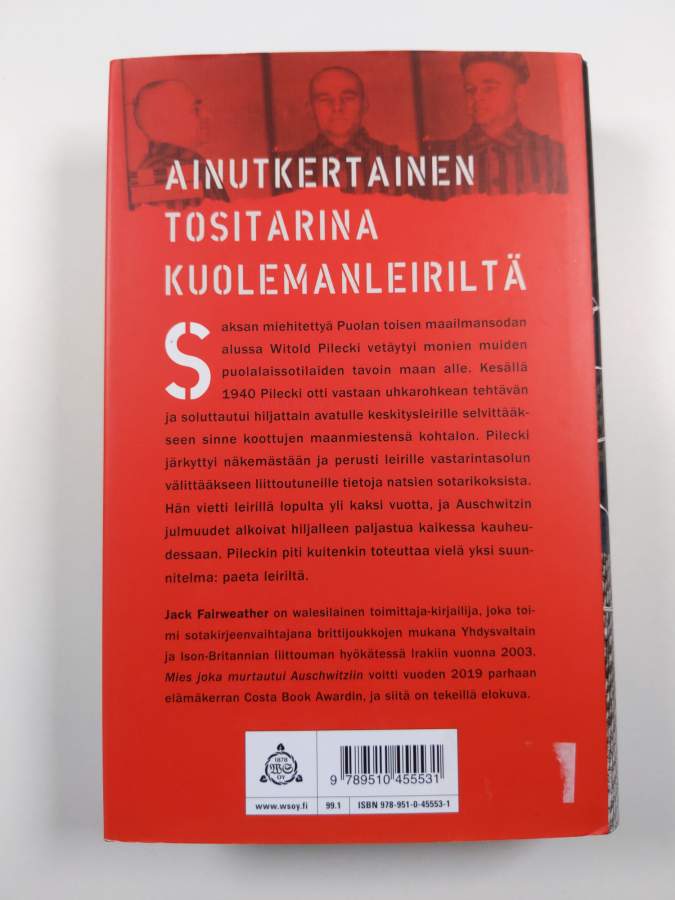 AINUTKERTAINEN
TOSITARINA
KUOLEMANLEIRILTÄ
Saksan miehitettyä Puolan toisen maailmansodan
alussa Witold Pilecki vetäytyi monien muiden
puolalaissotilaiden tavoin maan alle. Kesällä
1940 Pilecki otti vastaan uhkarohkean tehtävän
ja soluttautui hiljattain avatulle keskitysleirille selvittääk-
seen sinne koottujen maanmiestensä kohtalon. Pilecki
järkyttyi näkemästään ja perusti leirille vastarintasolun
välittääkseen liittoutuneille tietoja natsien sotarikoksista.
Hän vietti leirillä lopulta yli kaksi vuotta, ja Auschwitzin
julmuudet alkoivat hiljalleen paljastua kaikessa kauheu-
dessaan. Pileckin piti kuitenkin toteuttaa vielä yksi suun-
nitelma: paeta leiriltä.
Jack Fairweather on walesilainen toimittaja-kirjailija, joka toi-
mi sotakirjeenvaihtajana brittijoukkojen mukana Yhdysvaltain
ja Ison-Britannian liittouman hyökätessä Irakiin vuonna 2003.
Mies joka murtautui Auschwitziin voitti vuoden 2019 parhaan
elämäkerran Costa Book Awardin, ja siitä on tekeillä elokuva.
1878
WS
OY
9 789510 455531
www.wsoy.fi 99.1 ISBN 978-951-0-45553-1